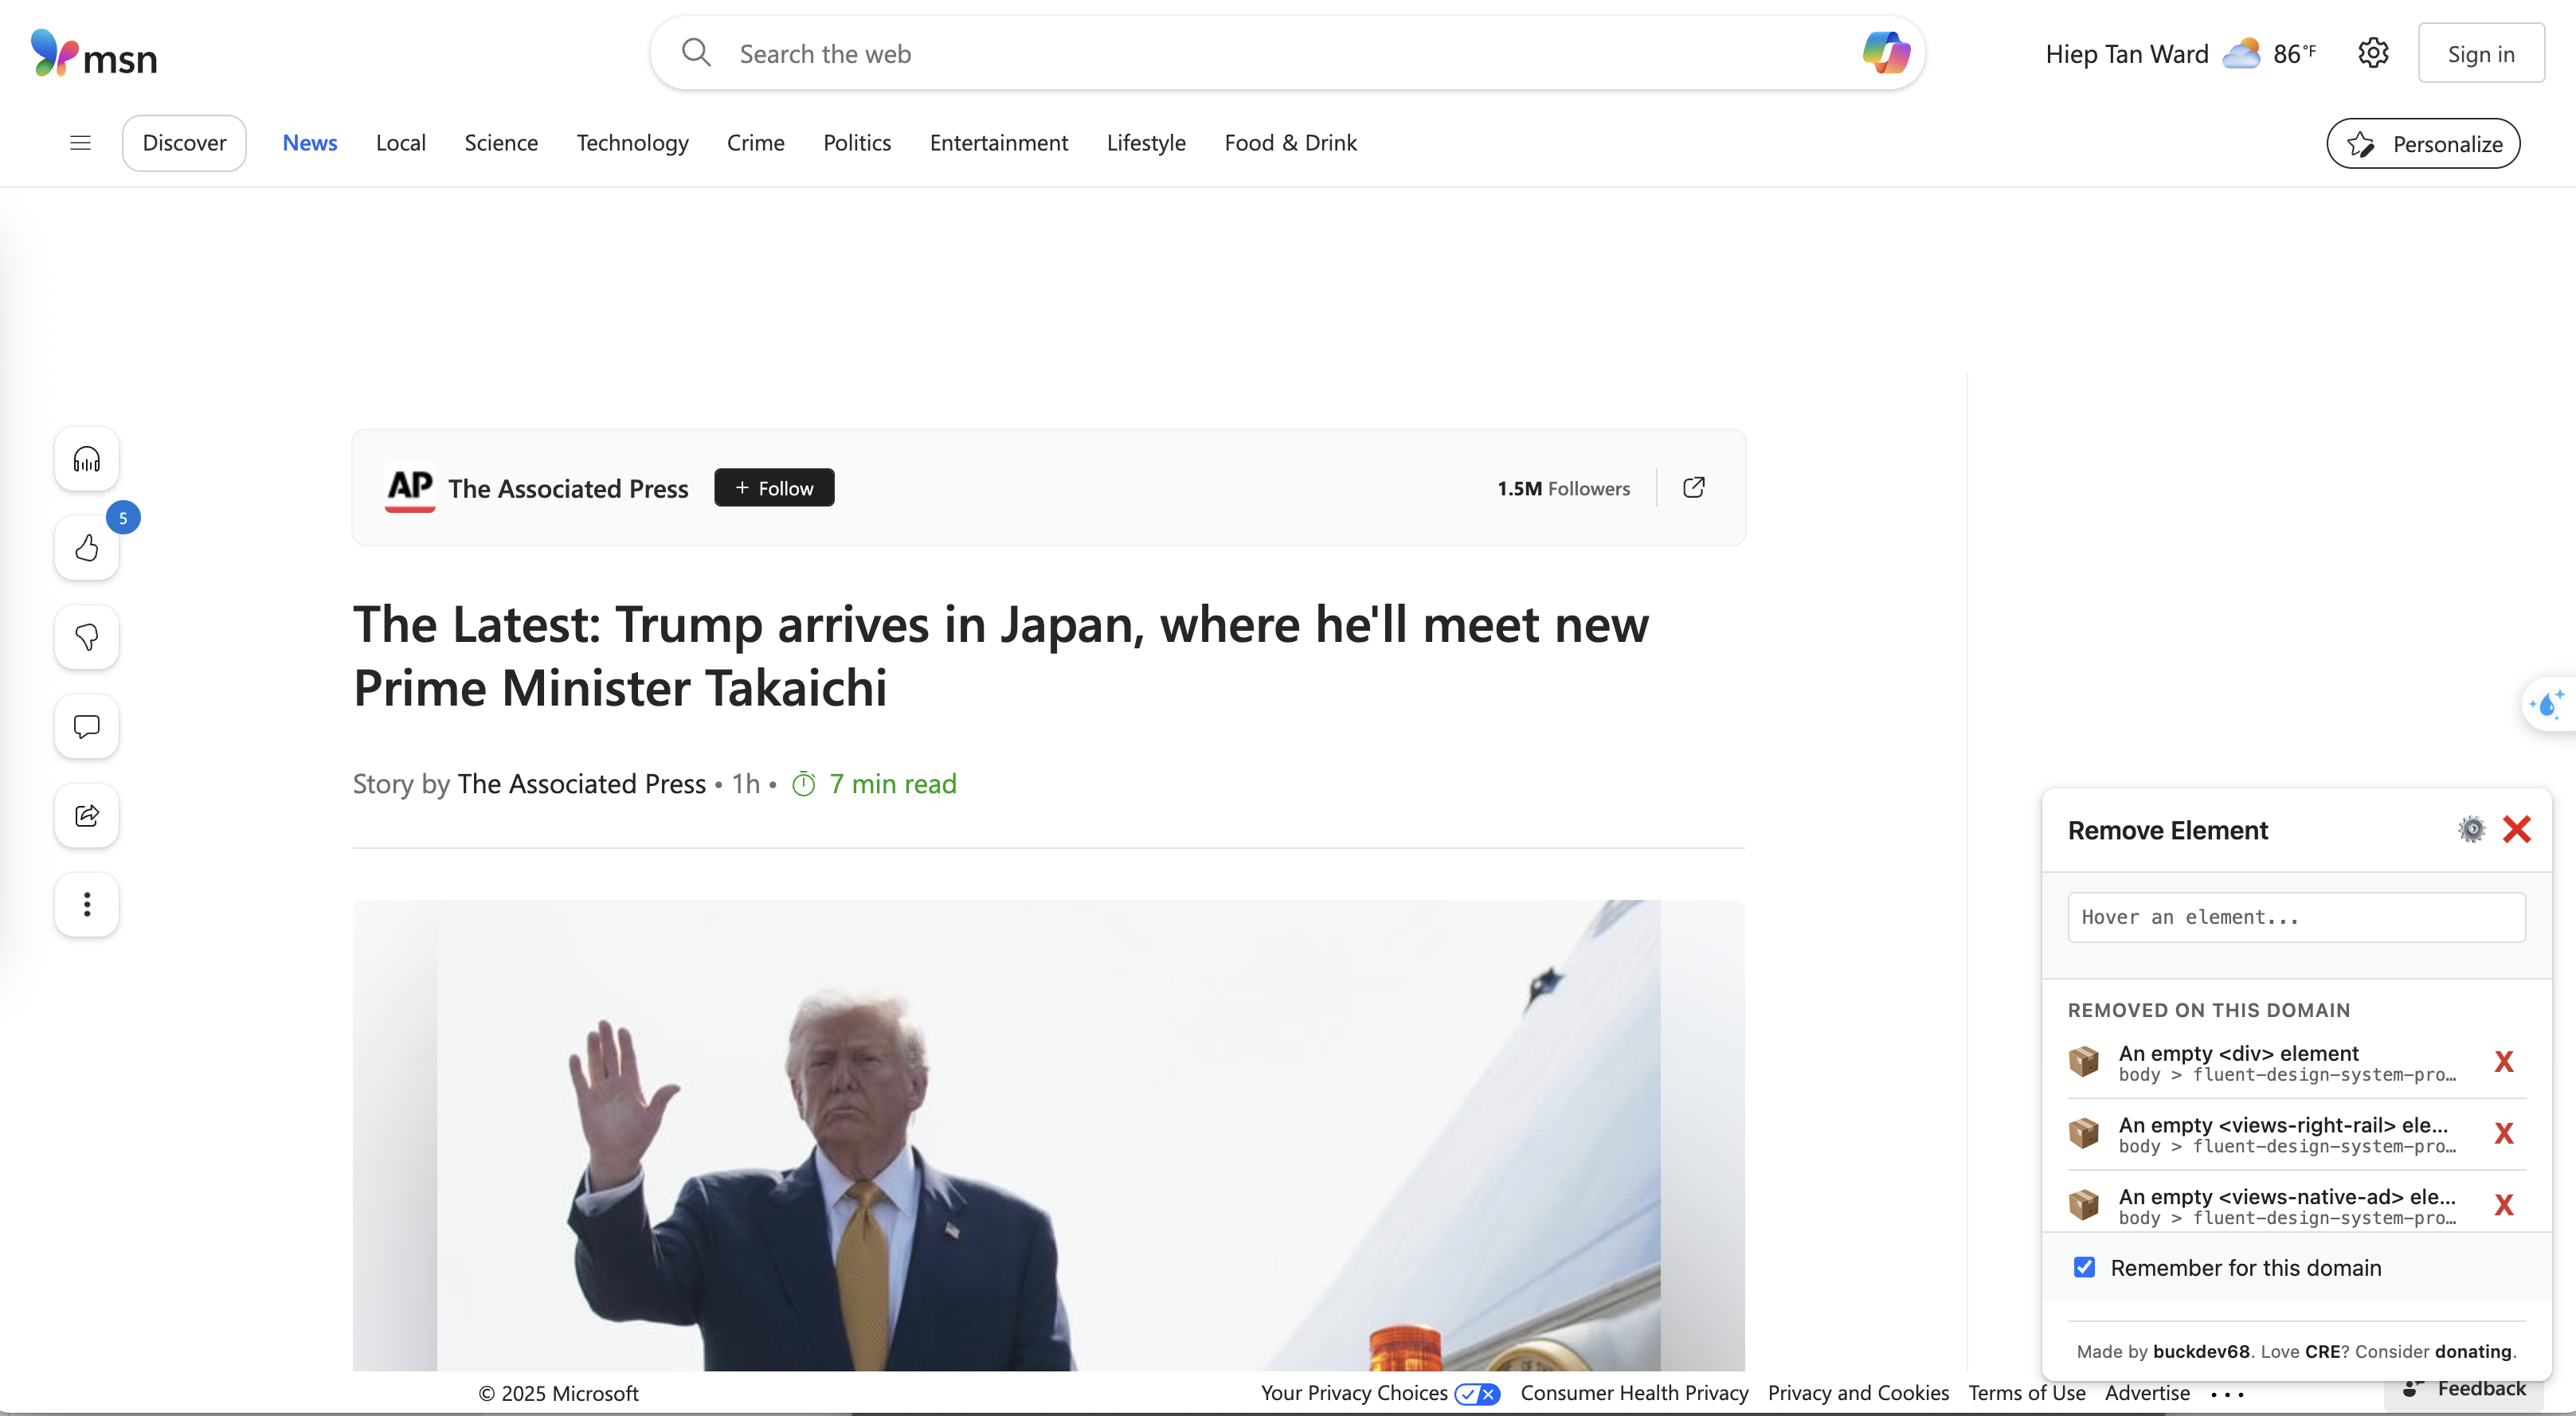 msn
Search the web
Hiep Tan Ward
86°F
Sign in
Discover
News
Local
Science
Technology
Crime
Politics
Entertainment
Lifestyle
Food & Drink
Personalize
AP
The Associated Press
+ Follow
1.5M Followers
5
The Latest: Trump arrives in Japan, where he'll meet new
Prime Minister Takaichi
Story by The Associated Press • 1h • 7 min read
Remove Element
Hover an element...
REMOVED ON THIS DOMAIN
An empty <div> element
body > fluent-design-system-pro…
X
An empty <views-right-rail> ele…
body > fluent-design-system-pro…
X
An empty <views-native-ad> ele…
body > fluent-design-system-pro…
X
Remember for this domain
Made by buckdev68. Love CRE? Consider donating.
© 2025 Microsoft
Your Privacy Choices
Consumer Health Privacy
Privacy and Cookies
Terms of Use
Advertise
...
Feedback